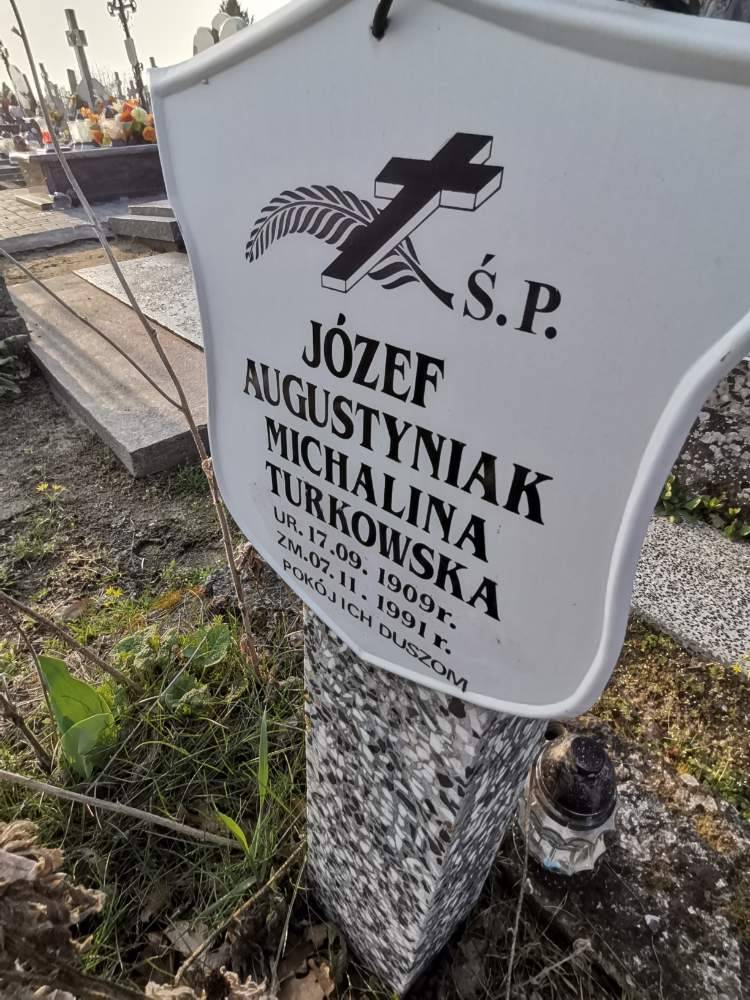 Ś.P.
JÓZEF
AUGUSTYNIAK
MICHALINA
TURKOWSKA
UR. 17.09. 1909r.
ZM.07. 11. 1991 r.
POKÓJ ICH DUSZOM